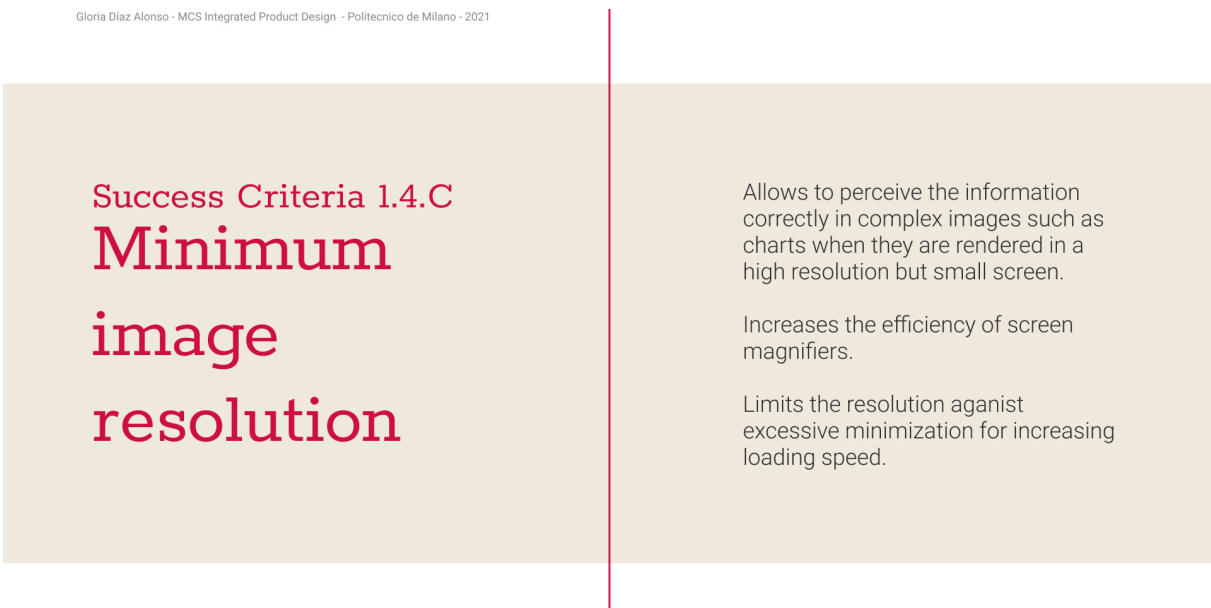 Gloria Díaz Alonso - MCS Integrated Product Design - Politecnico de Milano - 2021
Success Criteria 1.4.C
Minimum
image
resolution
Allows to perceive the information
correctly in complex images such as
charts when they are rendered in a
high resolution but small screen.
Increases the efficiency of screen
magnifiers.
Limits the resolution aganist
excessive minimization for increasing
loading speed.